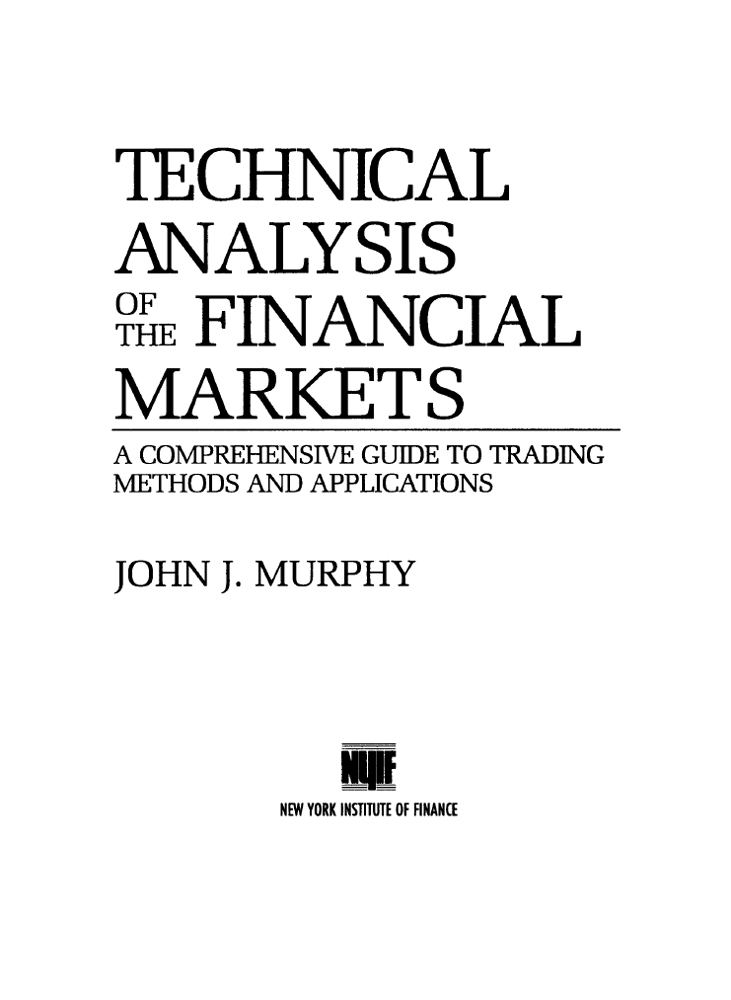 TECHNICAL
ANALYSIS
OF THE FINANCIAL
MARKETS
A COMPREHENSIVE GUIDE TO TRADING
METHODS AND APPLICATIONS
JOHN J. MURPHY
NYIF
NEW YORK INSTITUTE OF FINANCE